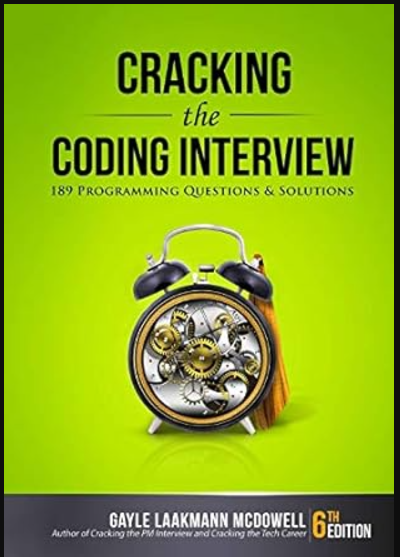 CRACKING
the
CODING INTERVIEW
189 PROGRAMMING QUESTIONS & SOLUTIONS
GAYLE LAAKMANN MCDOWELL
Author of Cracking the PM Interview and Cracking the Tech Career
6TH EDITION